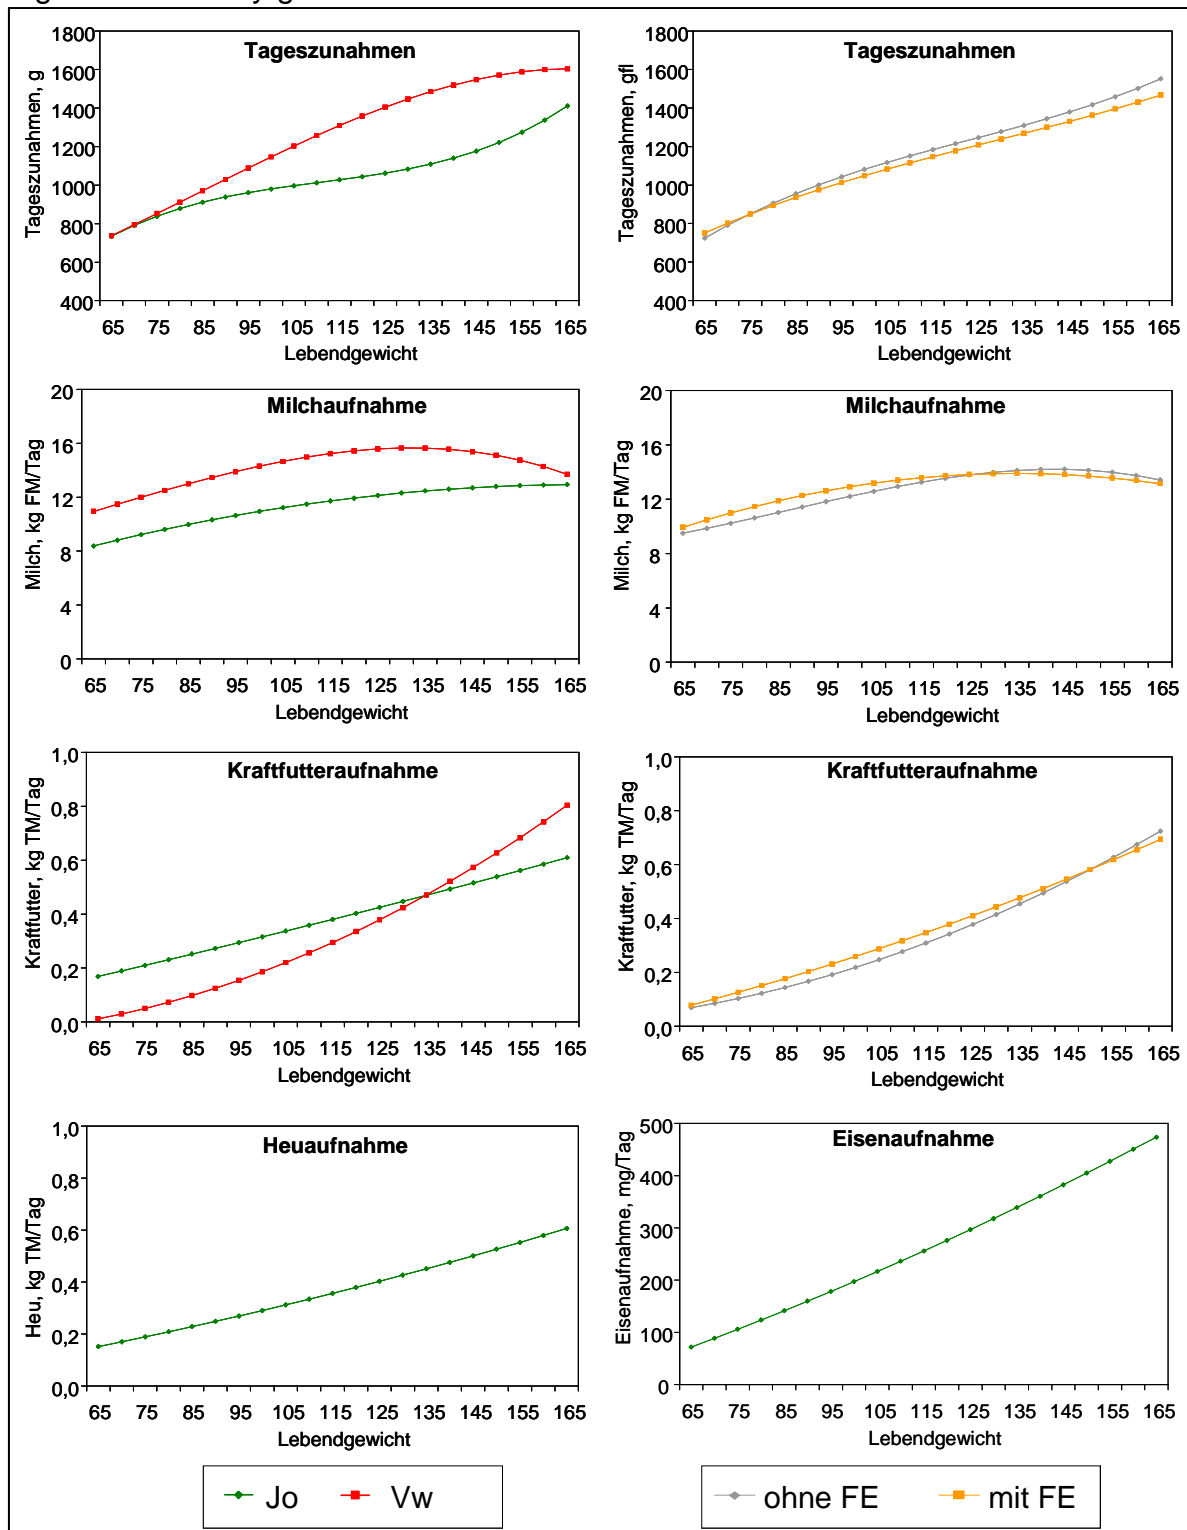 Tageszunahmen
Tageszunahmen, g
1800
1600
1400
1200
1000
800
600
400
65 75 85 95 105 115 125 135 145 155 165
Lebendgewicht
Tageszunahmen
Tageszunahmen, gfl
1800
1600
1400
1200
1000
800
600
400
65 75 85 95 105 115 125 135 145 155 165
Lebendgewicht
Milchaufnahme
Milch, kg FM/Tag
20
16
12
8
4
0
65 75 85 95 105 115 125 135 145 155 165
Lebendgewicht
Milchaufnahme
Milch, kg FM/Tag
20
16
12
8
4
0
65 75 85 95 105 115 125 135 145 155 165
Lebendgewicht
Kraftfutteraufnahme
Kraftfutter, kg TM/Tag
1,0
0,8
0,6
0,4
0,2
0,0
65 75 85 95 105 115 125 135 145 155 165
Lebendgewicht
Kraftfutteraufnahme
Kraftfutter, kg TM/Tag
1,0
0,8
0,6
0,4
0,2
0,0
65 75 85 95 105 115 125 135 145 155 165
Lebendgewicht
Heuaufnahme
Heu, kg TM/Tag
1,0
0,8
0,6
0,4
0,2
0,0
65 75 85 95 105 115 125 135 145 155 165
Lebendgewicht
Eisenaufnahme
Eisenaufnahme, mg/Tag
500
400
300
200
100
0
65 75 85 95 105 115 125 135 145 155 165
Lebendgewicht
Jo Vw
ohne FE mit FE